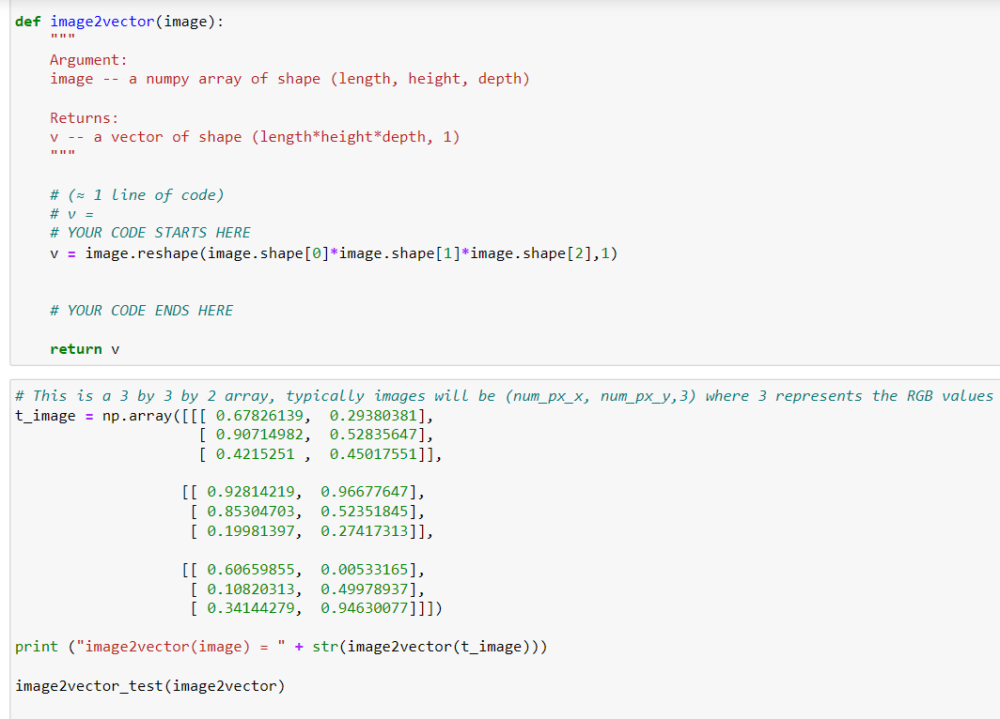 def image2vector(image):
    """
    Argument:
    image -- a numpy array of shape (length, height, depth)
    
    Returns:
    v -- a vector of shape (length*height*depth, 1)
    """
    
    # (≈ 1 line of code)
    # v =
    # YOUR CODE STARTS HERE
    v = image.reshape(image.shape[0]*image.shape[1]*image.shape[2],1)
    
    # YOUR CODE ENDS HERE
    
    return v
# This is a 3 by 3 by 2 array, typically images will be (num_px_x, num_px_y,3) where 3 represents the RGB values
t_image = np.array([[[ 0.67826139,  0.29380381],
                     [ 0.90714982,  0.52835647],
                     [ 0.4215251 ,  0.45017551]],

                   [[ 0.92814219,  0.96677647],
                    [ 0.85304703,  0.52351845],
                    [ 0.19981397,  0.27417313]],

                   [[ 0.60659855,  0.00533165],
                    [ 0.10820313,  0.49978937],
                    [ 0.34144279,  0.94630077]]])

print ("image2vector(image) = " + str(image2vector(t_image)))

image2vector_test(image2vector)